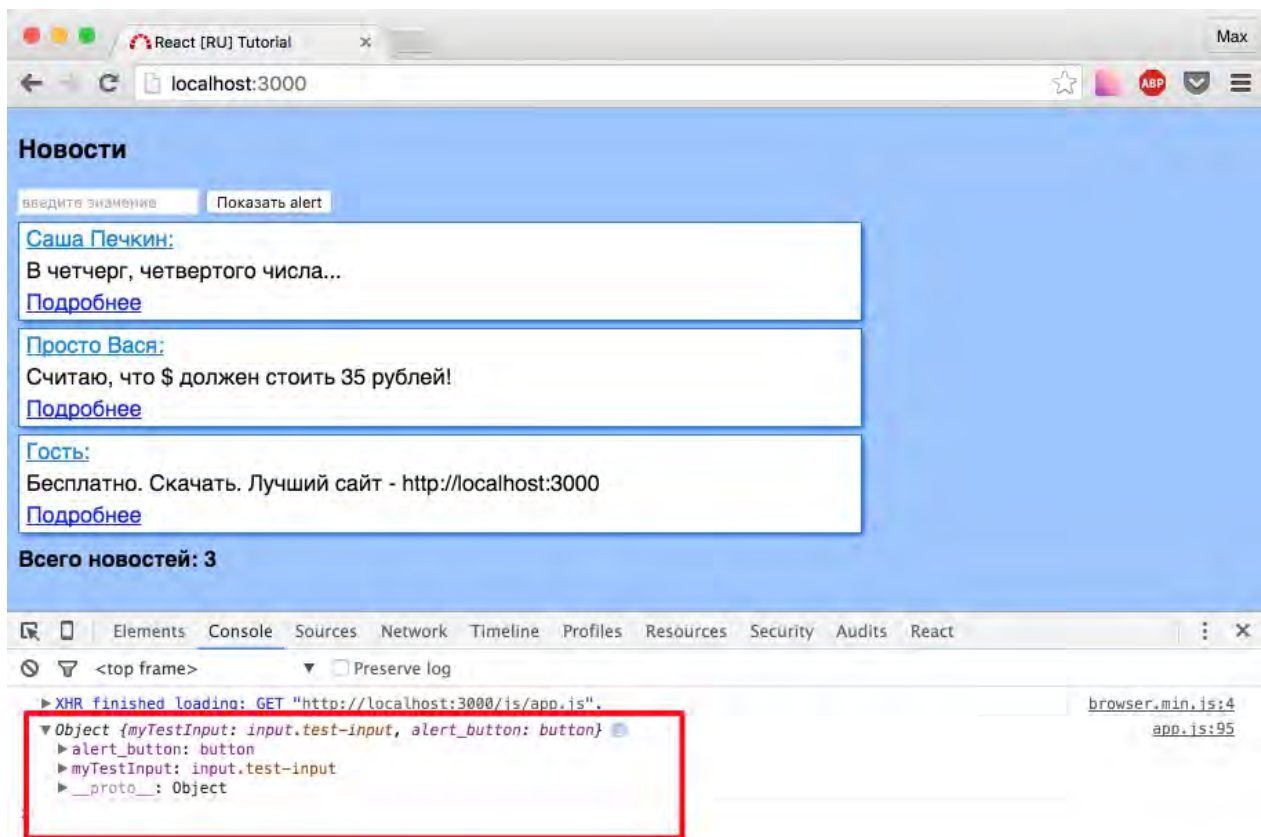 React [RU] Tutorial
Max
localhost:3000
ABP
Новости
введите значение Показать alert
Саша Печкин:
В четчерг, четвертого числа...
Подробнее
Просто Вася:
Считаю, что $ должен стоить 35 рублей!
Подробнее
Гость:
Бесплатно. Скачать. Лучший сайт - http://localhost:3000
Подробнее
Всего новостей: 3
Elements Console Sources Network Timeline Profiles Resources Security Audits React
<top frame> Preserve log
XHR finished loading: GET "http://localhost:3000/js/app.js". browser.min.js:4
Object {myTestInput: input.test-input, alert_button: button} app.js:95
alert_button: button
myTestInput: input.test-input
__proto__: Object